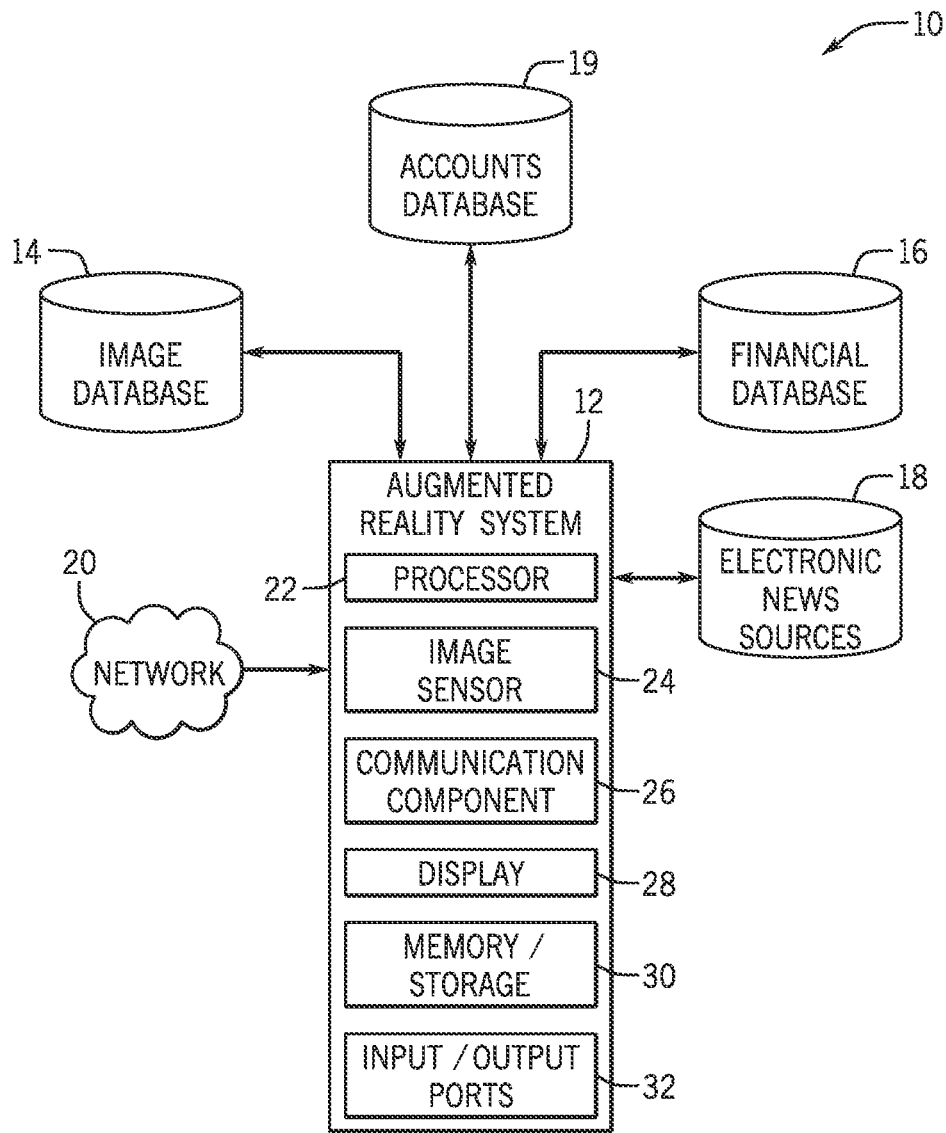 10
19
ACCOUNTS
DATABASE
14
IMAGE
DATABASE
16
FINANCIAL
DATABASE
12
AUGMENTED
REALITY SYSTEM
18
ELECTRONIC
NEWS
SOURCES
20
NETWORK
22
PROCESSOR
IMAGE
SENSOR
24
COMMUNICATION
COMPONENT
26
DISPLAY
28
MEMORY /
STORAGE
30
INPUT / OUTPUT
PORTS
32